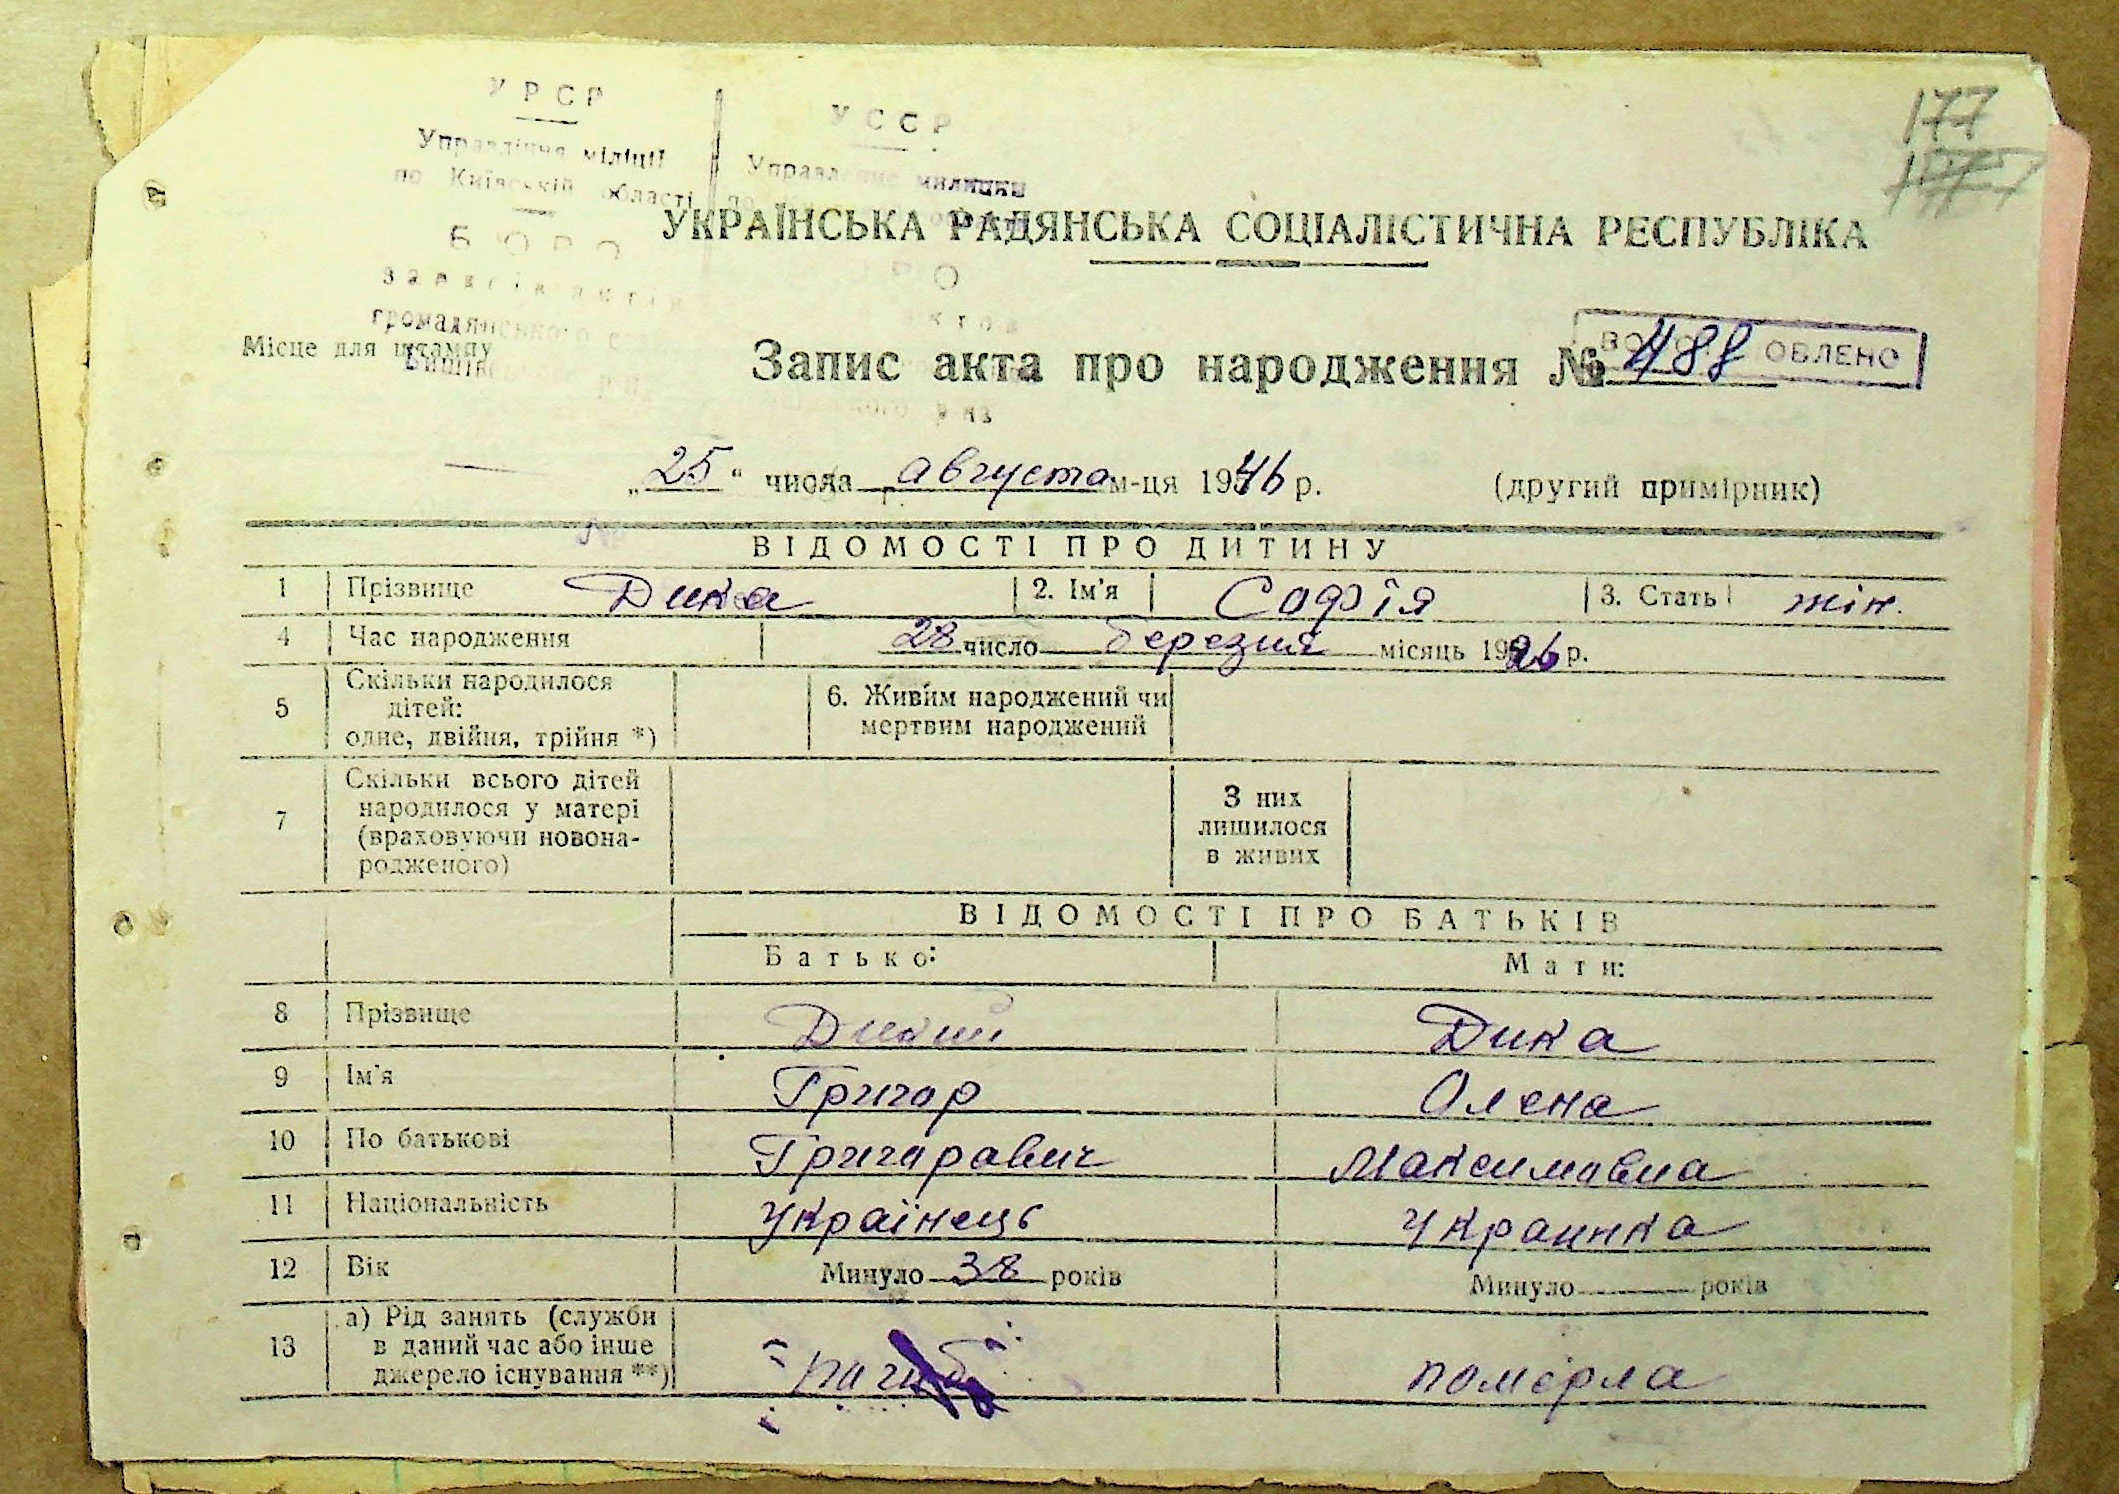 177
УРСР
УССР
Управління міліції
Управление милиции
по Київській області
БЮРО
громадянського
УКРАЇНСЬКА РАДЯНСЬКА СОЦІАЛІСТИЧНА РЕСПУБЛІКА
Місце для штампу
Запис акта про народження № 488
„25“ числа августа м-ця 1946 р. (другий примірник)
ВІДОМОСТІ ПРО ДИТИНУ
1 Прізвище Дика 2. Ім'я Софія 3. Стать жін.
4 Час народження 28 число березня місяць 1926 р.
5 Скільки народилося
дітей:
одне, двійня, трійня *)
6. Живим народжений чи
мертвим народжений
7 Скільки всього дітей
народилося у матері
(враховуючи новона-
родженого)
З них
лишилося
в живих
ВІДОМОСТІ ПРО БАТЬКІВ
Батько: Мати:
8 Прізвище Дикий Дика
9 Ім'я Григор Олена
10 По батькові Григорович Максимовна
11 Національність Українець Украинка
12 Вік Минуло 38 років Минуло років
13 а) Рід занять (служби
в даний час або інше
джерело існування **)
померла